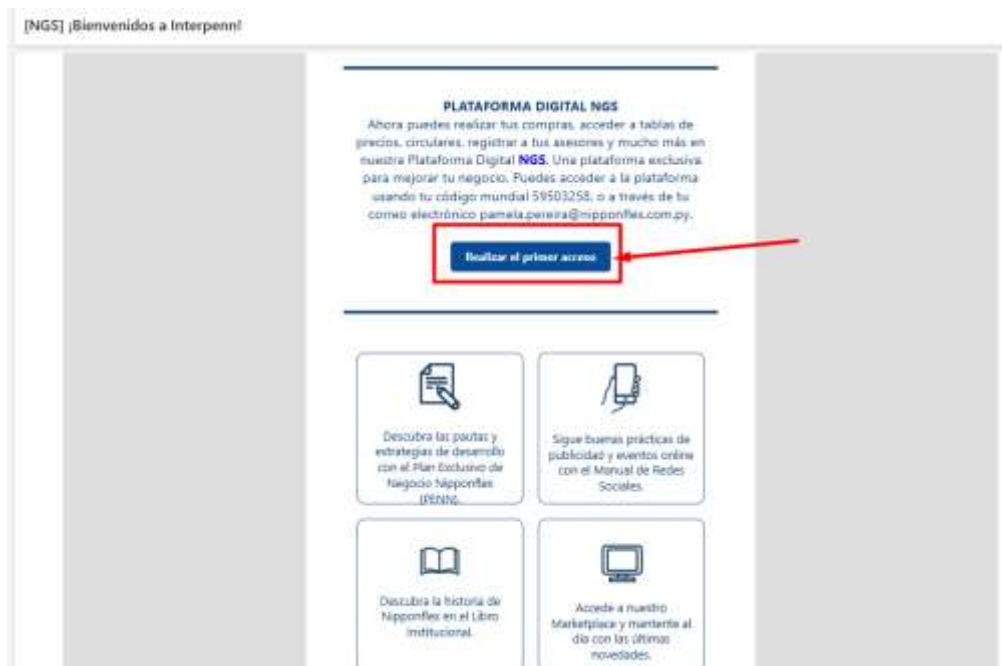 [NGS] ¡Bienvenidos a Interpenn!
PLATAFORMA DIGITAL NGS
Ahora puedes realizar tus compras, acceder a tablas de
precios, circulares, registrar a tus asesores y mucho más en
nuestra Plataforma Digital NGS. Una plataforma exclusiva
para mejorar tu negocio. Puedes acceder a la plataforma
usando tu código mundial 59503258, o a través de tu
correo electrónico pamela.pereira@nipponflex.com.py.
Realizar el primer acceso
Descubra las pautas y
estrategias de desarrollo
con el Plan Exclusivo de
Negocio Nipponflex
(PENN).
Sigue buenas prácticas de
publicidad y eventos online
con el Manual de Redes
Sociales.
Descubra la historia de
Nipponflex en el Libro
Institucional.
Accede a nuestro
Marketplace y mantente al
día con las últimas
novedades.